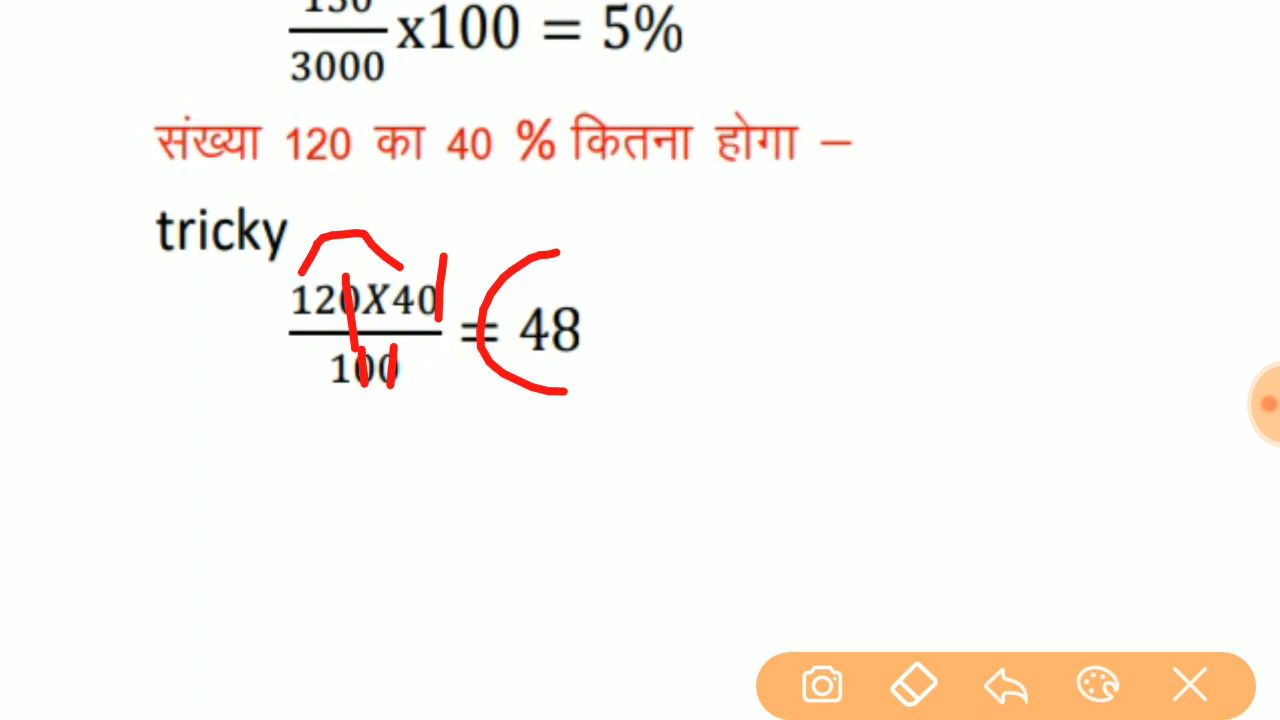 3000 x100 = 5%
संख्या 120 का 40 % कितना होगा –
tricky
120X40
100 = 48